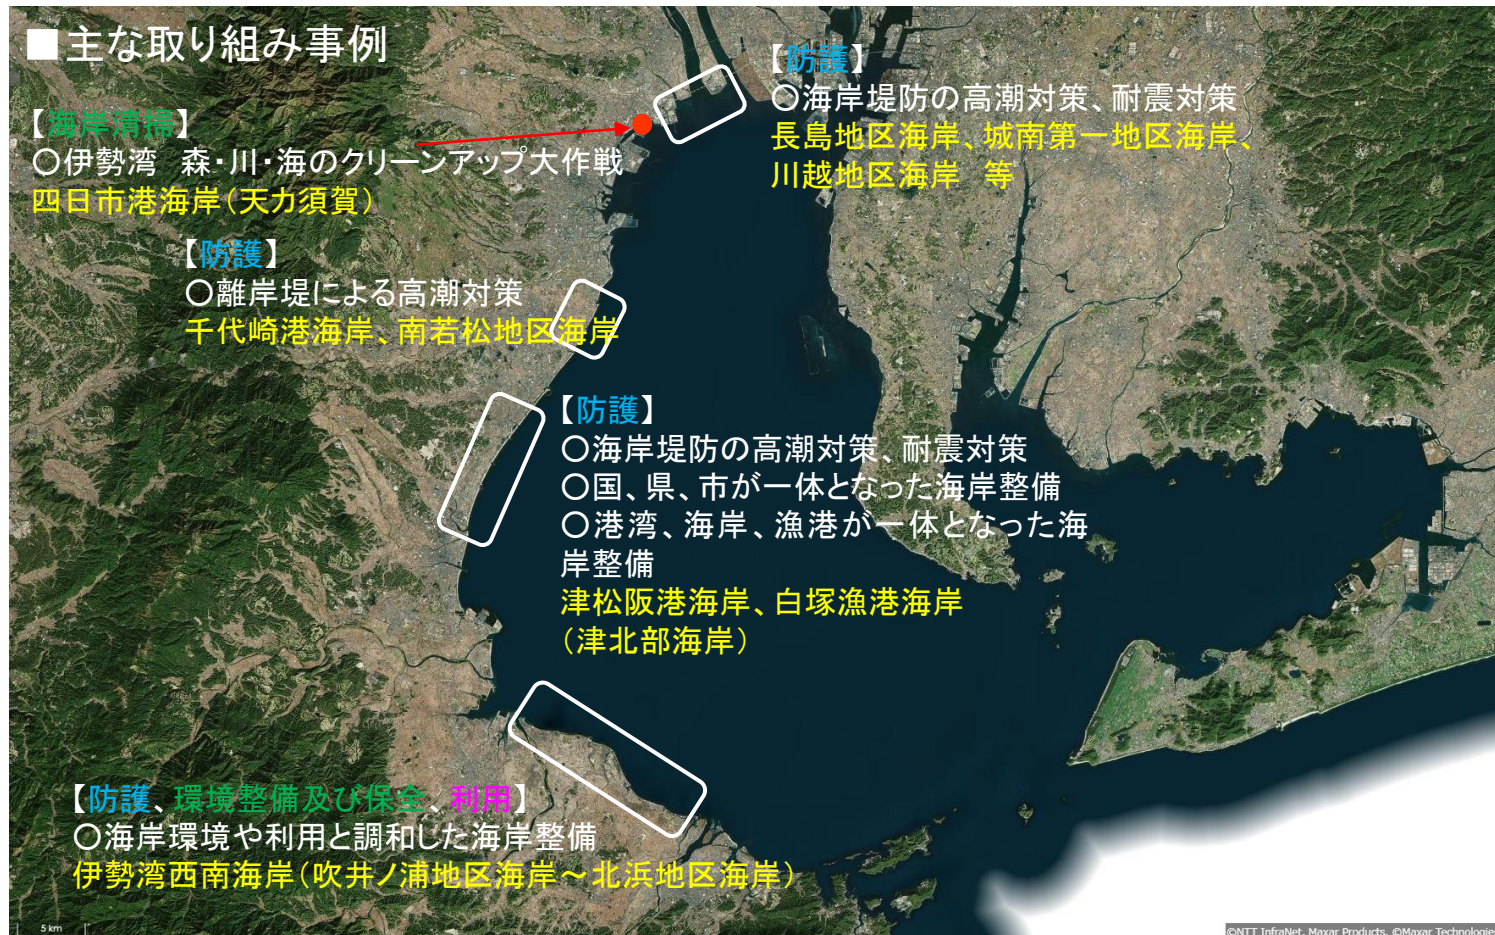 ■主な取り組み事例
【海岸清掃】
〇伊勢湾　森・川・海のクリーンアップ大作戦
四日市港海岸（天力須賀）
【防護】
〇海岸堤防の高潮対策、耐震対策
長島地区海岸、城南第一地区海岸、
川越地区海岸　等
【防護】
〇離岸堤による高潮対策
千代崎港海岸、南若松地区海岸
【防護】
〇海岸堤防の高潮対策、耐震対策
〇国、県、市が一体となった海岸整備
〇港湾、海岸、漁港が一体となった海
岸整備
津松阪港海岸、白塚漁港海岸
（津北部海岸）
【防護、環境整備及び保全、利用】
〇海岸環境や利用と調和した海岸整備
伊勢湾西南海岸（吹井ノ浦地区海岸～北浜地区海岸）
5 km
©NTT InfraNet, Maxar Products, ©Maxar Technologies